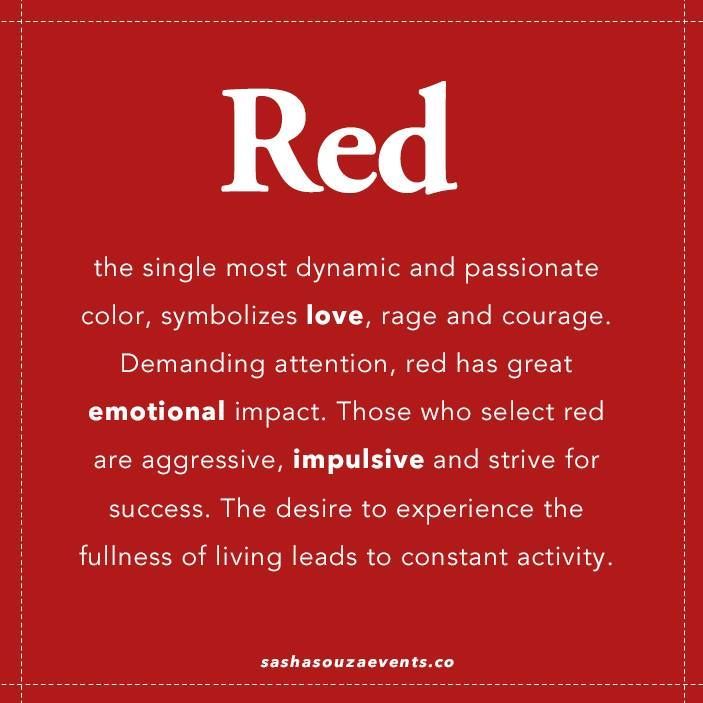 Red
the single most dynamic and passionate
color, symbolizes love, rage and courage.
Demanding attention, red has great
emotional impact. Those who select red
are aggressive, impulsive and strive for
success. The desire to experience the
fullness of living leads to constant activity.
sashasouzaevents.co